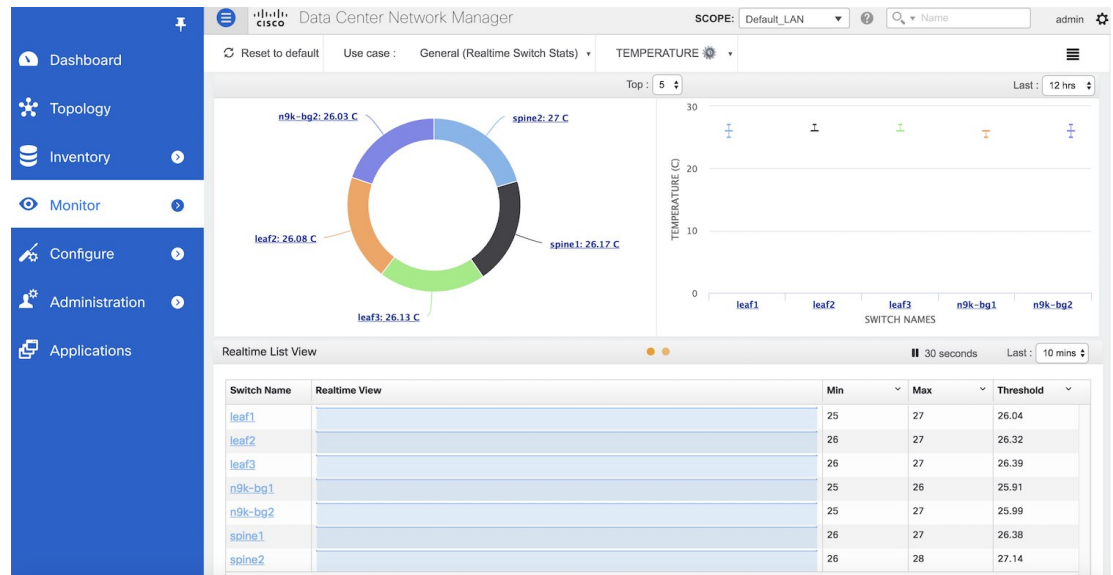 cisco Data Center Network Manager SCOPE: Default_LAN Name admin
Reset to default Use case : General (Realtime Switch Stats) TEMPERATURE
Dashboard
Topology
Inventory
Monitor
Configure
Administration
Applications
Top : 5 Last : 12 hrs
n9k-bg2: 26.03 C
spine2: 27 C
leaf2: 26.08 C
spine1: 26.17 C
leaf3: 26.13 C
TEMPERATURE (C)
30
20
10
0
leaf1 leaf2 leaf3 n9k-bg1 n9k-bg2
SWITCH NAMES
Realtime List View 30 seconds Last : 10 mins
Switch Name Realtime View Min Max Threshold
leaf1 25 27 26.04
leaf2 26 27 26.32
leaf3 26 27 26.39
n9k-bg1 25 26 25.91
n9k-bg2 25 27 25.99
spine1 26 27 26.38
spine2 26 28 27.14